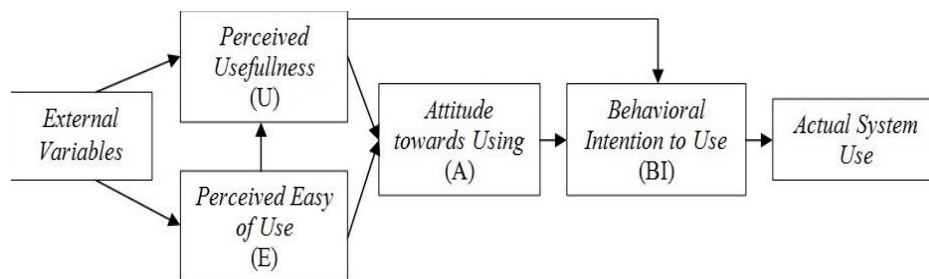 External
Variables
Perceived
Usefullness
(U)
Perceived Easy
of Use
(E)
Attitude
towards Using
(A)
Behavioral
Intention to Use
(BI)
Actual System
Use